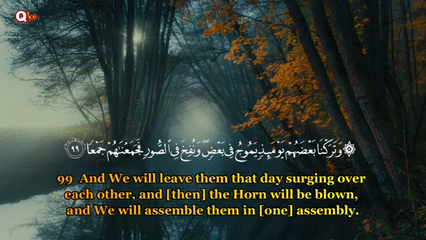 ۞ وَتَرَكْنَا بَعْضَهُمْ يَوْمَئِذٍ يَمُوجُ فِي بَعْضٍ وَنُفِخَ فِي الصُّورِ فَجَمَعْنَاهُمْ جَمْعًا ٩٩
99 And We will leave them that day surging over
each other, and [then] the Horn will be blown,
and We will assemble them in [one] assembly.